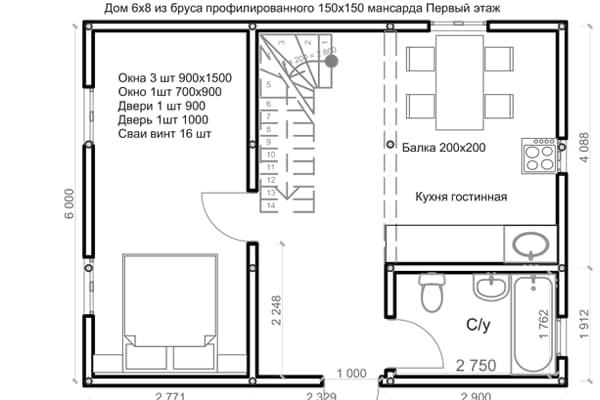 Дом 6х8 из бруса профилированного 150х150 мансарда Первый этаж
Окна 3 шт 900х1500
Окно 1шт 700х900
Двери 1 шт 900
Дверь 1шт 1000
Сваи винт 16 шт
1
2
3
4
5
6
7
8
9
10
11
12
13
14
Балка 200х200
Кухня гостинная
4 088
6 000
2 248
С/у
1 762
1 912
2 750
1 000
2 771
2 329
2 900